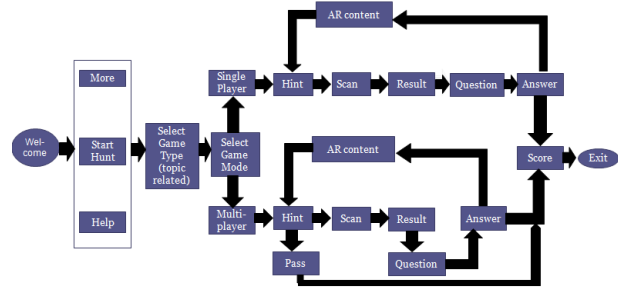 Wel-
come
More
Start
Hunt
Help
Select
Game
Type
(topic
related)
Select
Game
Mode
Single
Player
Hint
Scan
Result
Question
Answer
AR content
Multi-
player
Hint
Scan
Result
Question
Answer
AR content
Pass
Score
Exit